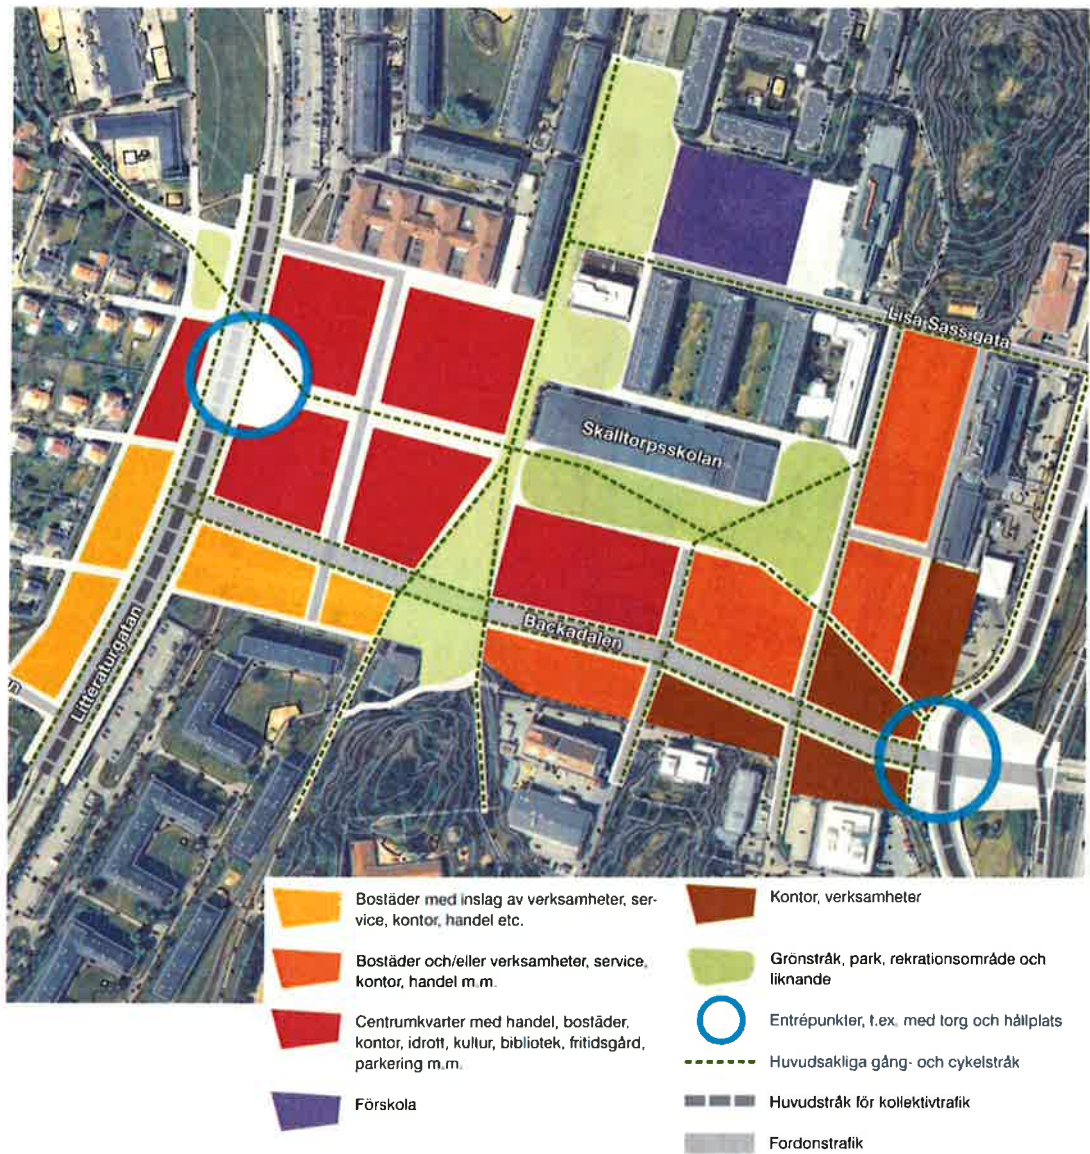 Lisa Sass gata
Skälltorpsskolan
Backadalen
Litteraturgatan
n
Bostäder med inslag av verksamheter, ser-
vice, kontor, handel etc.
Bostäder och/eller verksamheter, service,
kontor, handel m.m.
Centrumkvarter med handel, bostäder,
kontor, idrott, kultur, bibliotek, fritidsgård,
parkering m.m.
Förskola
Kontor, verksamheter
Grönstråk, park, rekrationsområde och
liknande
Entrépunkter, t.ex. med torg och hållplats
Huvudsakliga gång- och cykelstråk
Huvudstråk för kollektivtrafik
Fordonstrafik